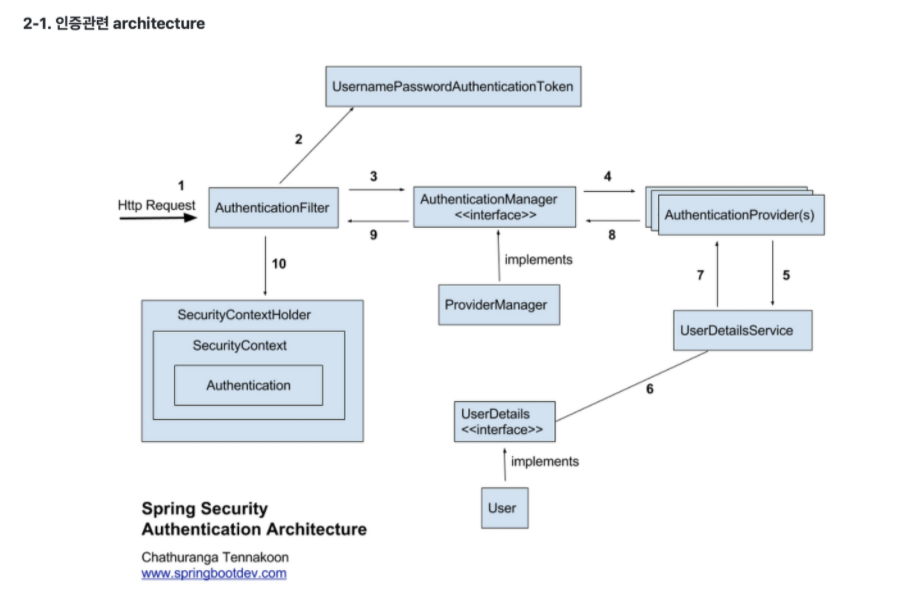 2-1. 인증관련 architecture
UsernamePasswordAuthenticationToken
2
1
Http Request
AuthenticationFilter
3
9
AuthenticationManager
<<interface>>
4
8
AuthenticationProvider(s)
10
implements
ProviderManager
7
5
UserDetailsService
SecurityContextHolder
SecurityContext
Authentication
6
UserDetails
<<interface>>
implements
User
Spring Security
Authentication Architecture
Chathuranga Tennakoon
www.springbootdev.com